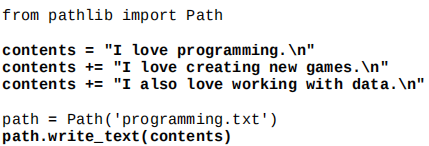 from pathlib import Path
contents = "I love programming.\n"
contents += "I love creating new games.\n"
contents += "I also love working with data.\n"
path = Path('programming.txt')
path.write_text(contents)